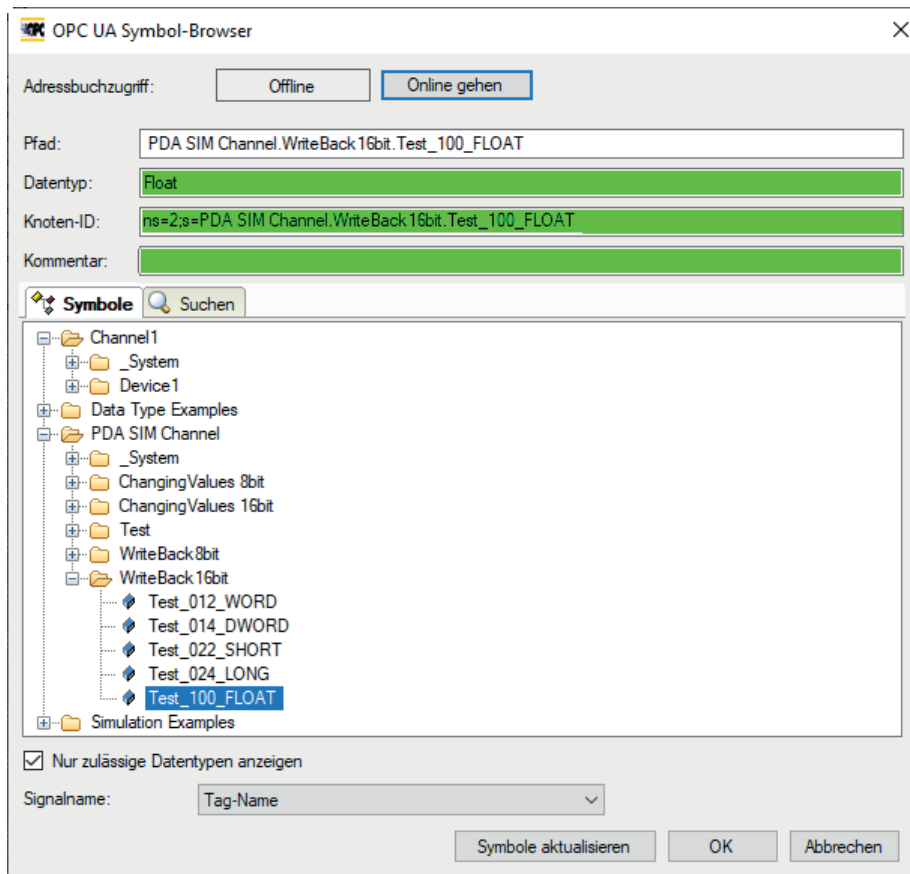 OPC UA Symbol-Browser
Adressbuchzugriff: Offline Online gehen
Pfad: PDA SIM Channel.WriteBack16bit.Test_100_FLOAT
Datentyp: Float
Knoten-ID: ns=2;s=PDA SIM Channel.WriteBack16bit.Test_100_FLOAT
Kommentar:
Symbole Suchen
Channel1
_System
Device1
Data Type Examples
PDA SIM Channel
_System
ChangingValues 8bit
ChangingValues 16bit
Test
WriteBack8bit
WriteBack16bit
Test_012_WORD
Test_014_DWORD
Test_022_SHORT
Test_024_LONG
Test_100_FLOAT
Simulation Examples
Nur zulässige Datentypen anzeigen
Signalname: Tag-Name
Symbole aktualisieren OK Abbrechen